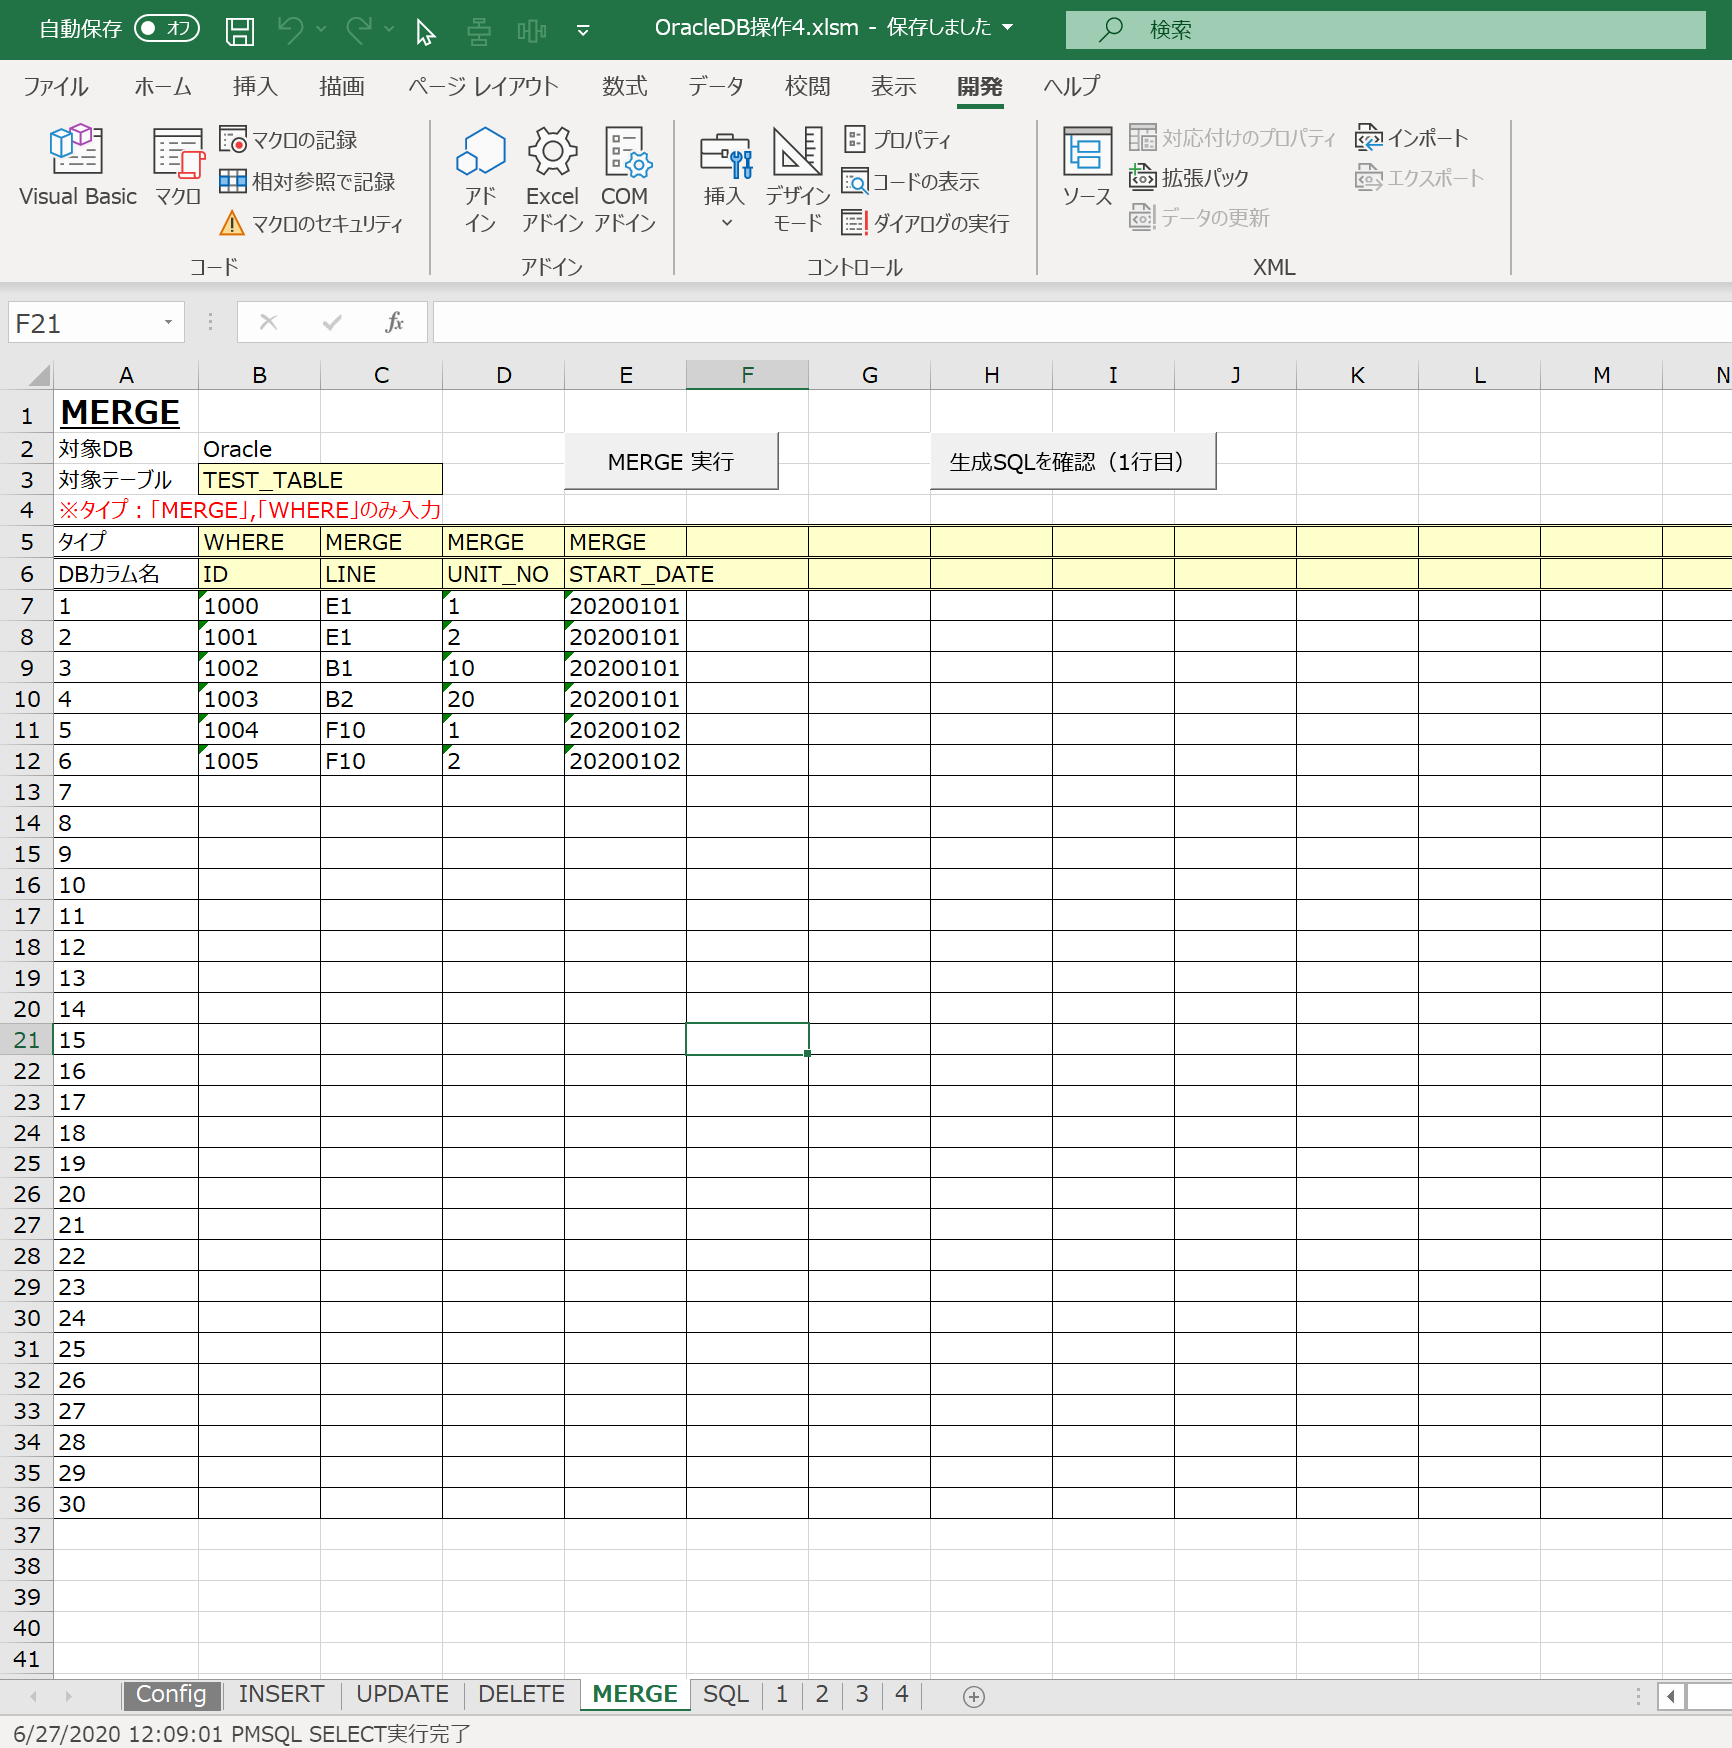 自動保存 オフ OracleDB操作4.xlsm - 保存しました 検索
ファイル ホーム 挿入 描画 ページ レイアウト 数式 データ 校閲 表示 開発 ヘルプ
Visual Basic マクロ マクロの記録 相対参照で記録 マクロのセキュリティ
アドイン Excel アドイン COM アドイン
挿入 デザイン モード プロパティ コードの表示 ダイアログの実行
ソース 対応付けのプロパティ 拡張パック データの更新 インポート エクスポート
コード アドイン コントロール XML
F21 fx
A B C D E F G H I J K L M N
1 MERGE
2 対象DB Oracle MERGE 実行 生成SQLを確認（1行目）
3 対象テーブル TEST_TABLE
4 ※タイプ：「MERGE」,「WHERE」のみ入力
5 タイプ WHERE MERGE MERGE MERGE
6 DBカラム名 ID LINE UNIT_NO START_DATE
7 1 1000 E1 1 20200101
8 2 1001 E1 2 20200101
9 3 1002 B1 10 20200101
10 4 1003 B2 20 20200101
11 5 1004 F10 1 20200102
12 6 1005 F10 2 20200102
13 7
14 8
15 9
16 10
17 11
18 12
19 13
20 14
21 15
22 16
23 17
24 18
25 19
26 20
27 21
28 22
29 23
30 24
31 25
32 26
33 27
34 28
35 29
36 30
37
38
39
40
41
Config INSERT UPDATE DELETE MERGE SQL 1 2 3 4
6/27/2020 12:09:01 PMSQL SELECT実行完了